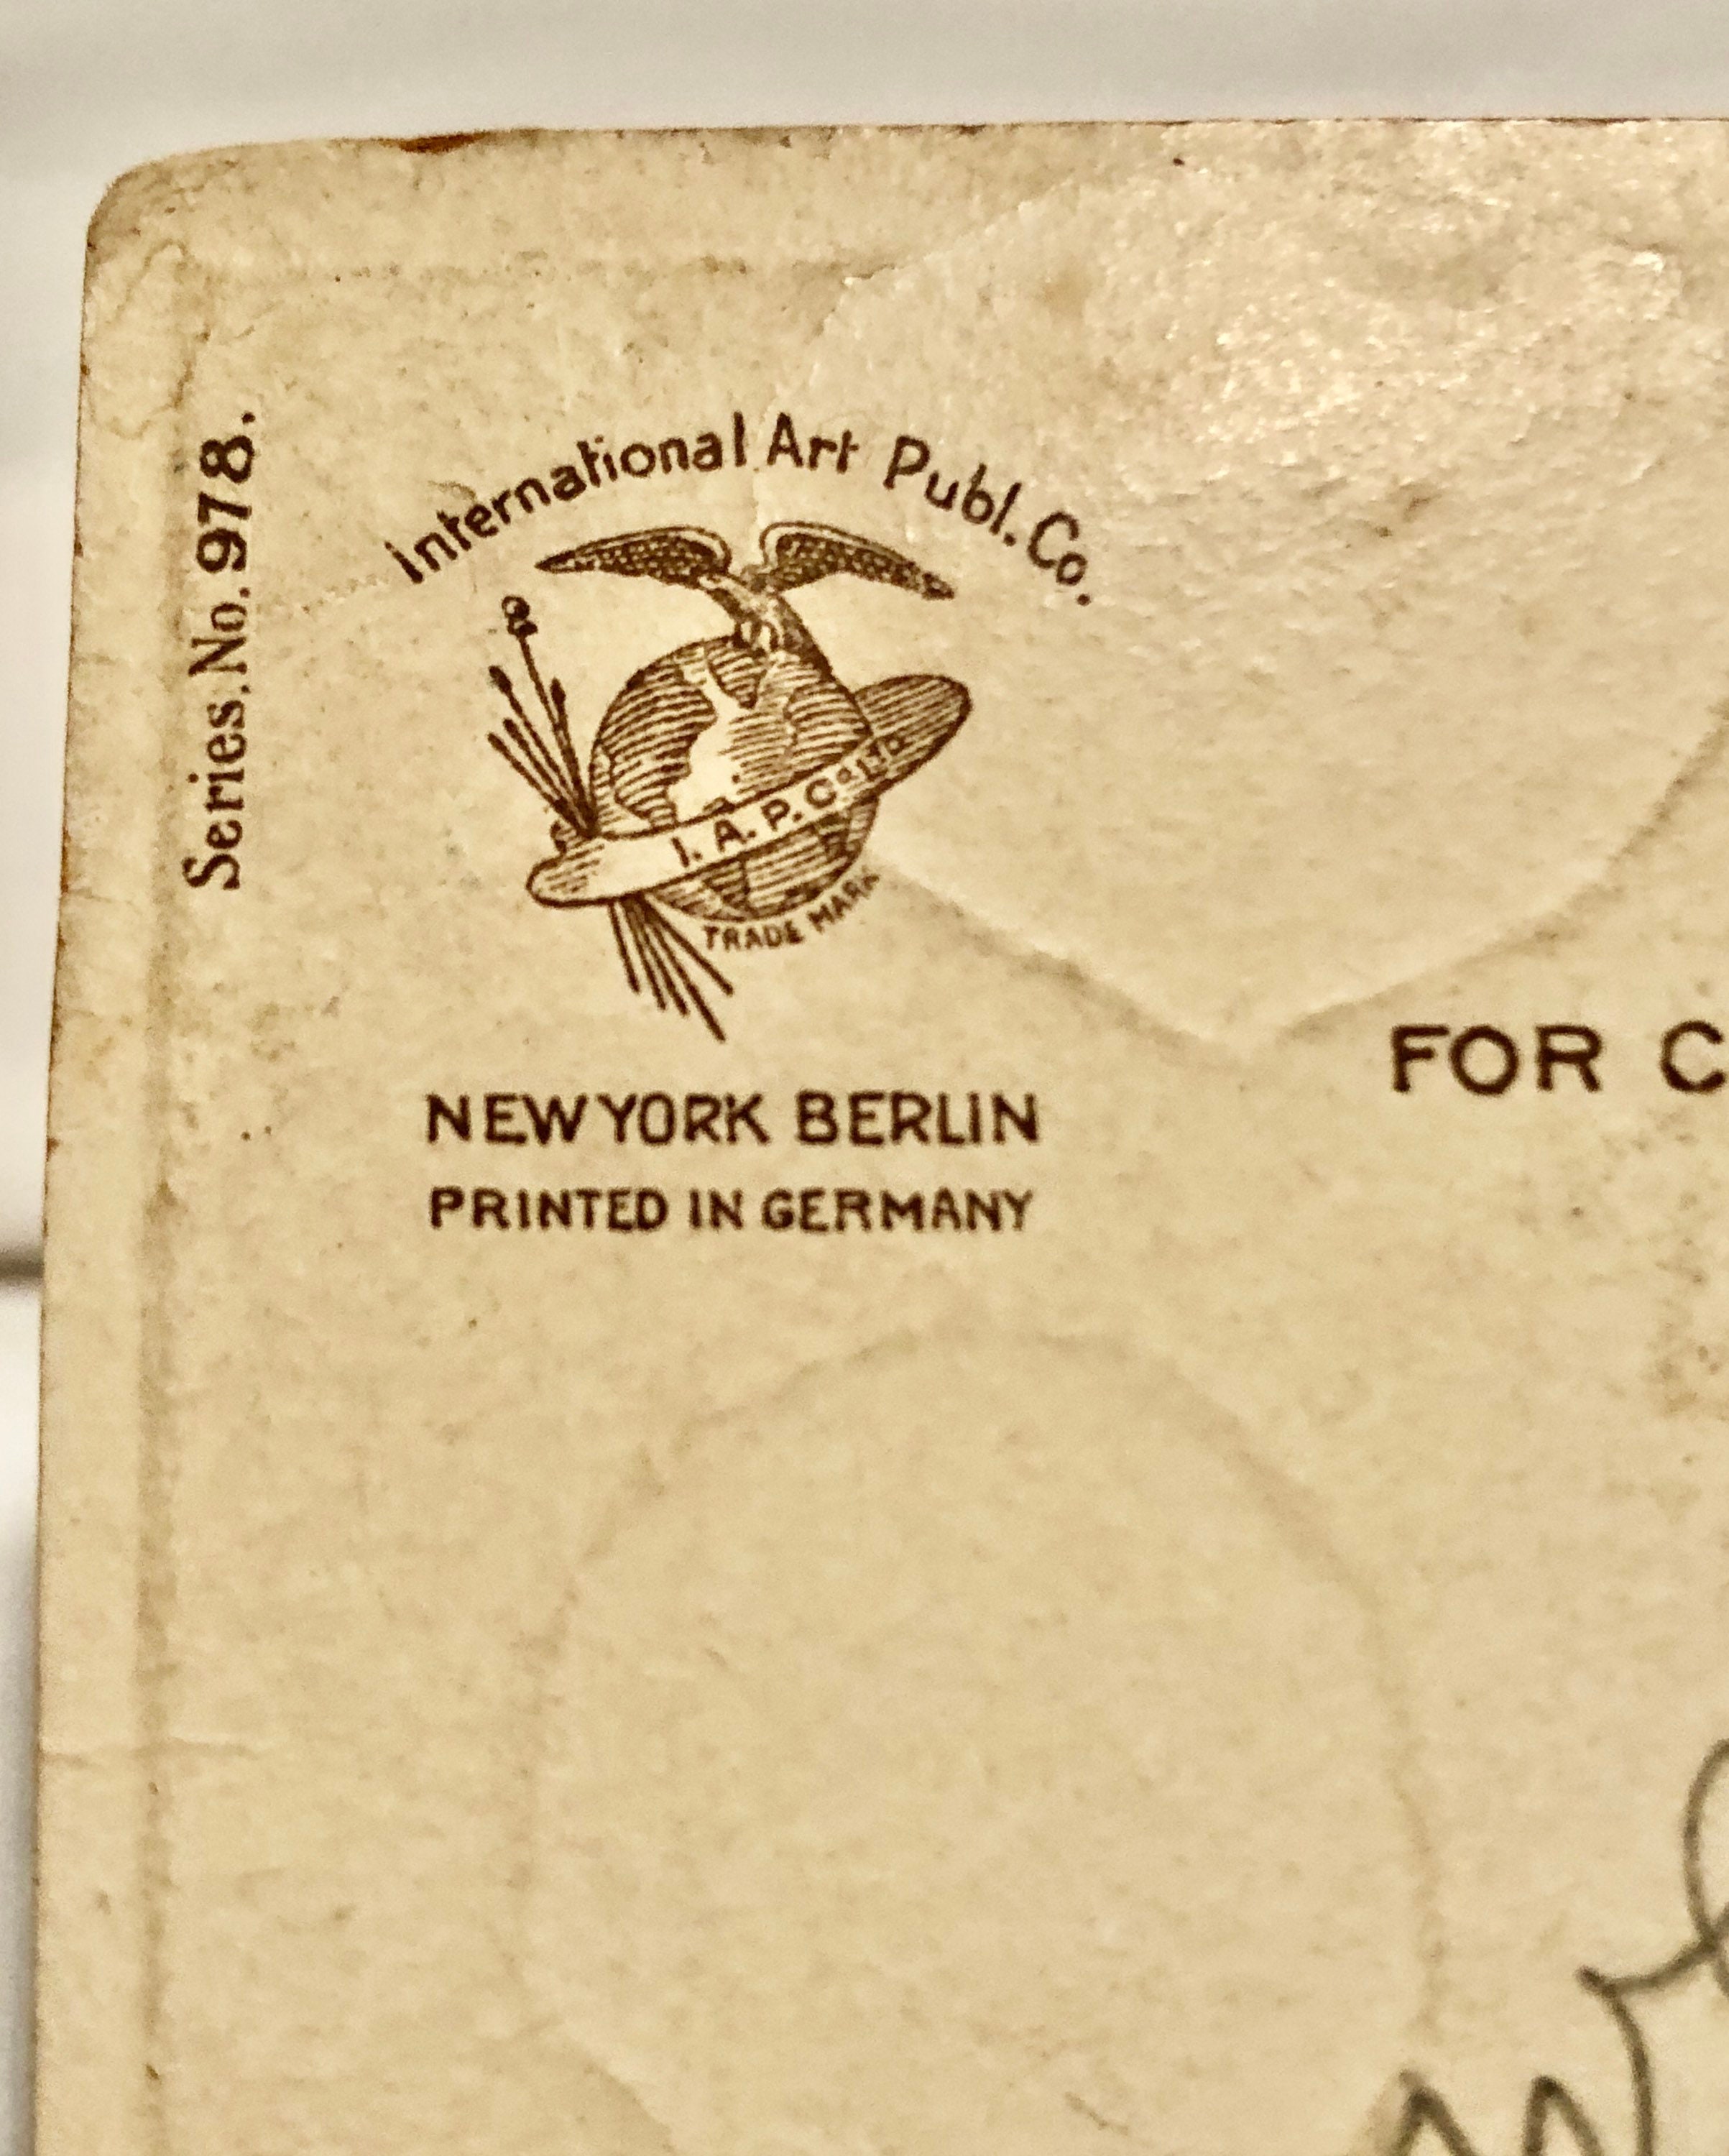 Series.No.978.
International Art Publ.Co.
I.A.P.Co LTD
TRADE MARK
NEW YORK BERLIN
PRINTED IN GERMANY
FOR C